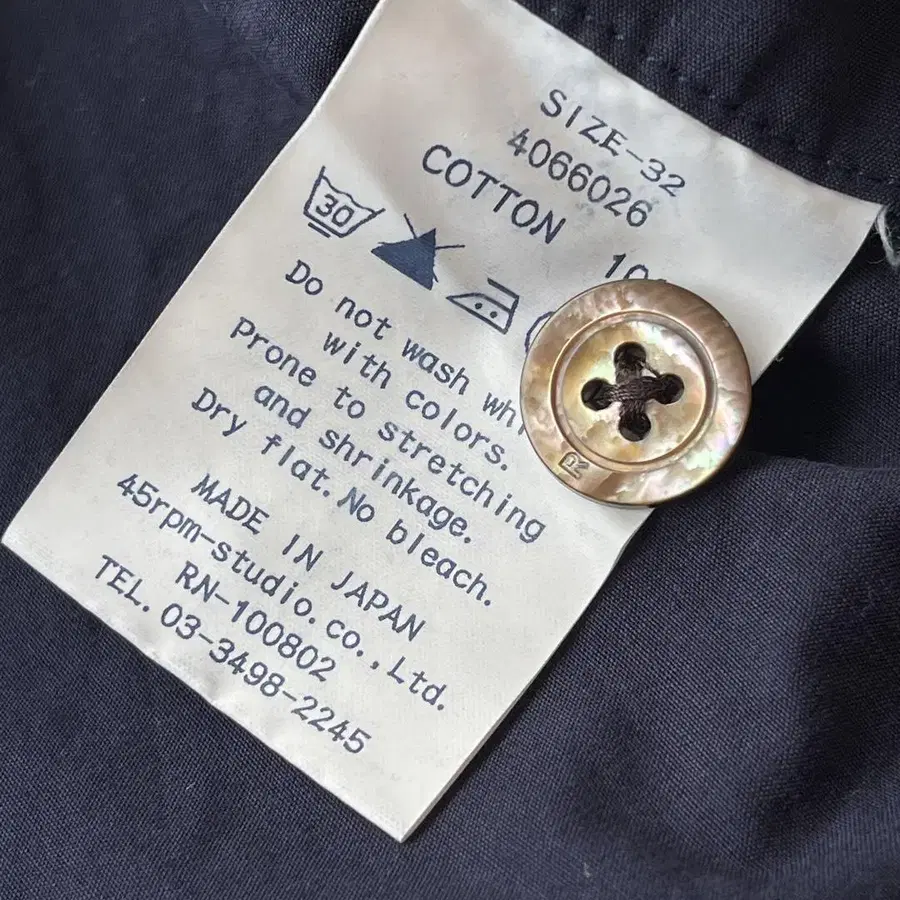 SIZE-32
4066026
COTTON
30
Do not wash
with colors.
Prone to stretching
and shrinkage.
Dry flat. No bleach.
MADE IN JAPAN
45rpm-studio.co.,Ltd.
RN-100802
TEL. 03-3498-2245
R